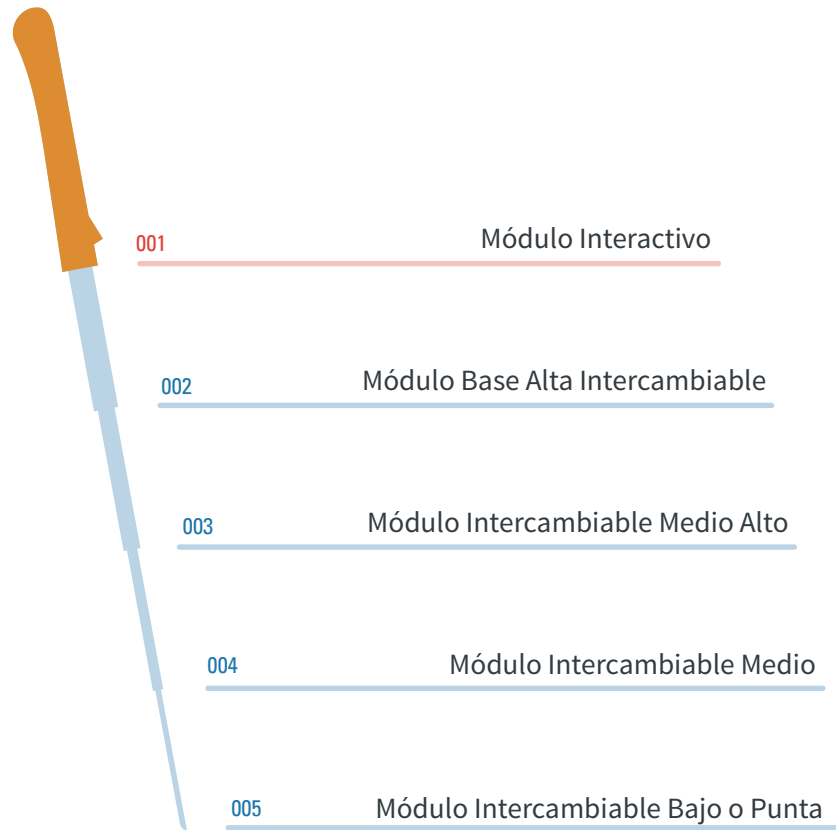 001 Módulo Interactivo
002 Módulo Base Alta Intercambiable
003 Módulo Intercambiable Medio Alto
004 Módulo Intercambiable Medio
005 Módulo Intercambiable Bajo o Punta